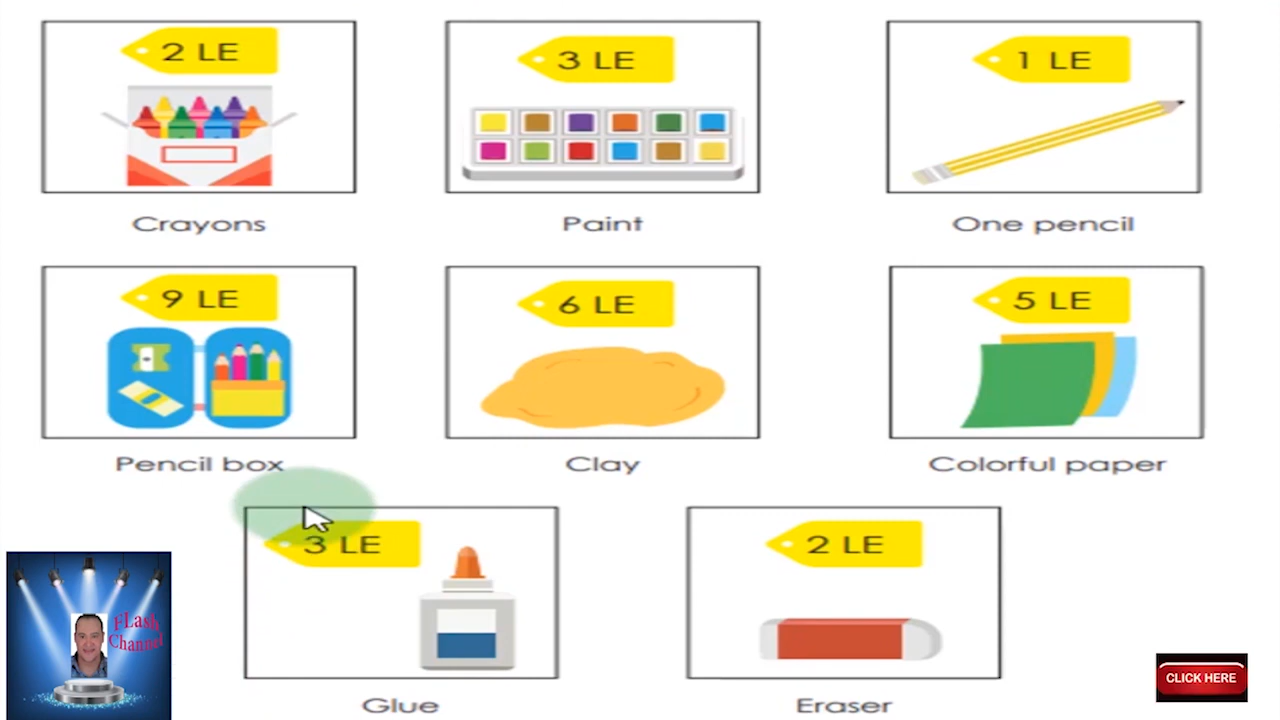 2 LE
3 LE
1 LE
Crayons
Paint
One pencil
9 LE
6 LE
5 LE
Pencil box
Clay
Colorful paper
3 LE
2 LE
FLash
Channel
CLICK HERE
Glue
Eraser